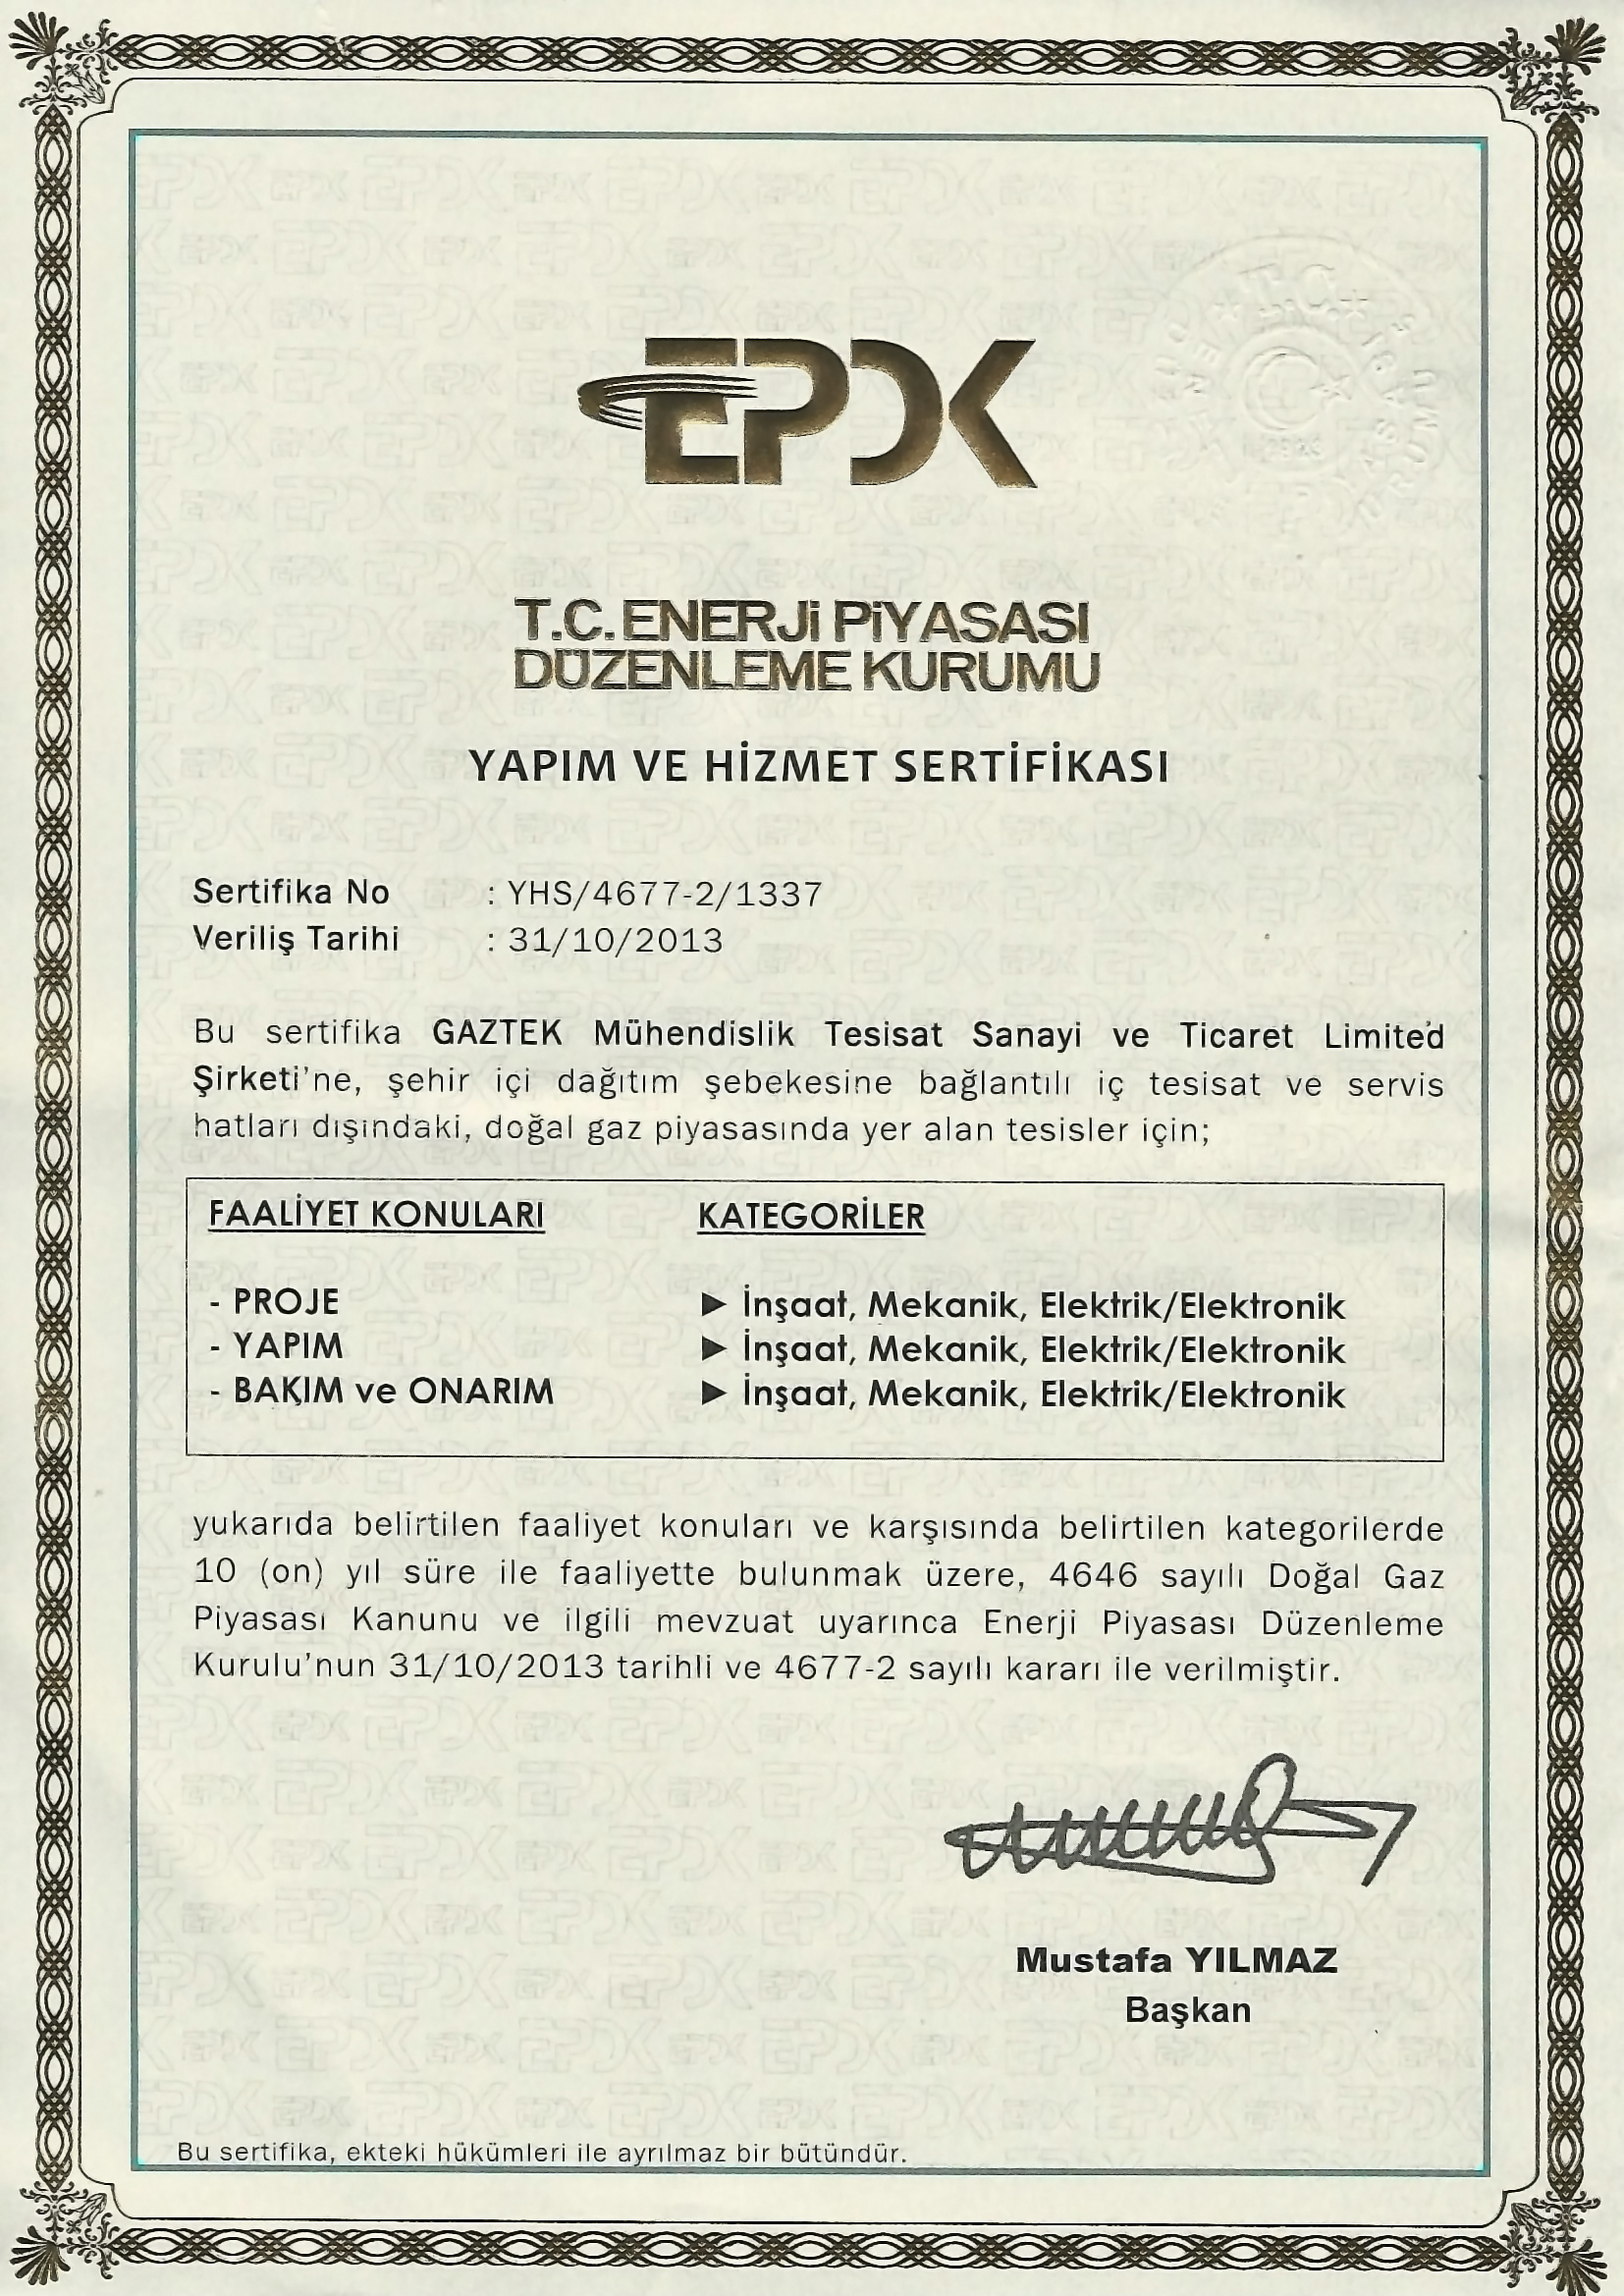 EPDK
T.C. ENERJİ PİYASASI
DÜZENLEME KURUMU
YAPIM VE HİZMET SERTİFİKASI
Sertifika No : YHS/4677-2/1337
Veriliş Tarihi : 31/10/2013
Bu sertifika GAZTEK Mühendislik Tesisat Sanayi ve Ticaret Limited
Şirketi'ne, şehir içi dağıtım şebekesine bağlantılı iç tesisat ve servis
hatları dışındaki, doğal gaz piyasasında yer alan tesisler için;
FAALİYET KONULARI KATEGORİLER
- PROJE ► İnşaat, Mekanik, Elektrik/Elektronik
- YAPIM ► İnşaat, Mekanik, Elektrik/Elektronik
- BAKIM ve ONARIM ► İnşaat, Mekanik, Elektrik/Elektronik
yukarıda belirtilen faaliyet konuları ve karşısında belirtilen kategorilerde
10 (on) yıl süre ile faaliyette bulunmak üzere, 4646 sayılı Doğal Gaz
Piyasası Kanunu ve ilgili mevzuat uyarınca Enerji Piyasası Düzenleme
Kurulu'nun 31/10/2013 tarihli ve 4677-2 sayılı kararı ile verilmiştir.
Mustafa YILMAZ
Başkan
Bu sertifika, ekteki hükümleri ile ayrılmaz bir bütündür.